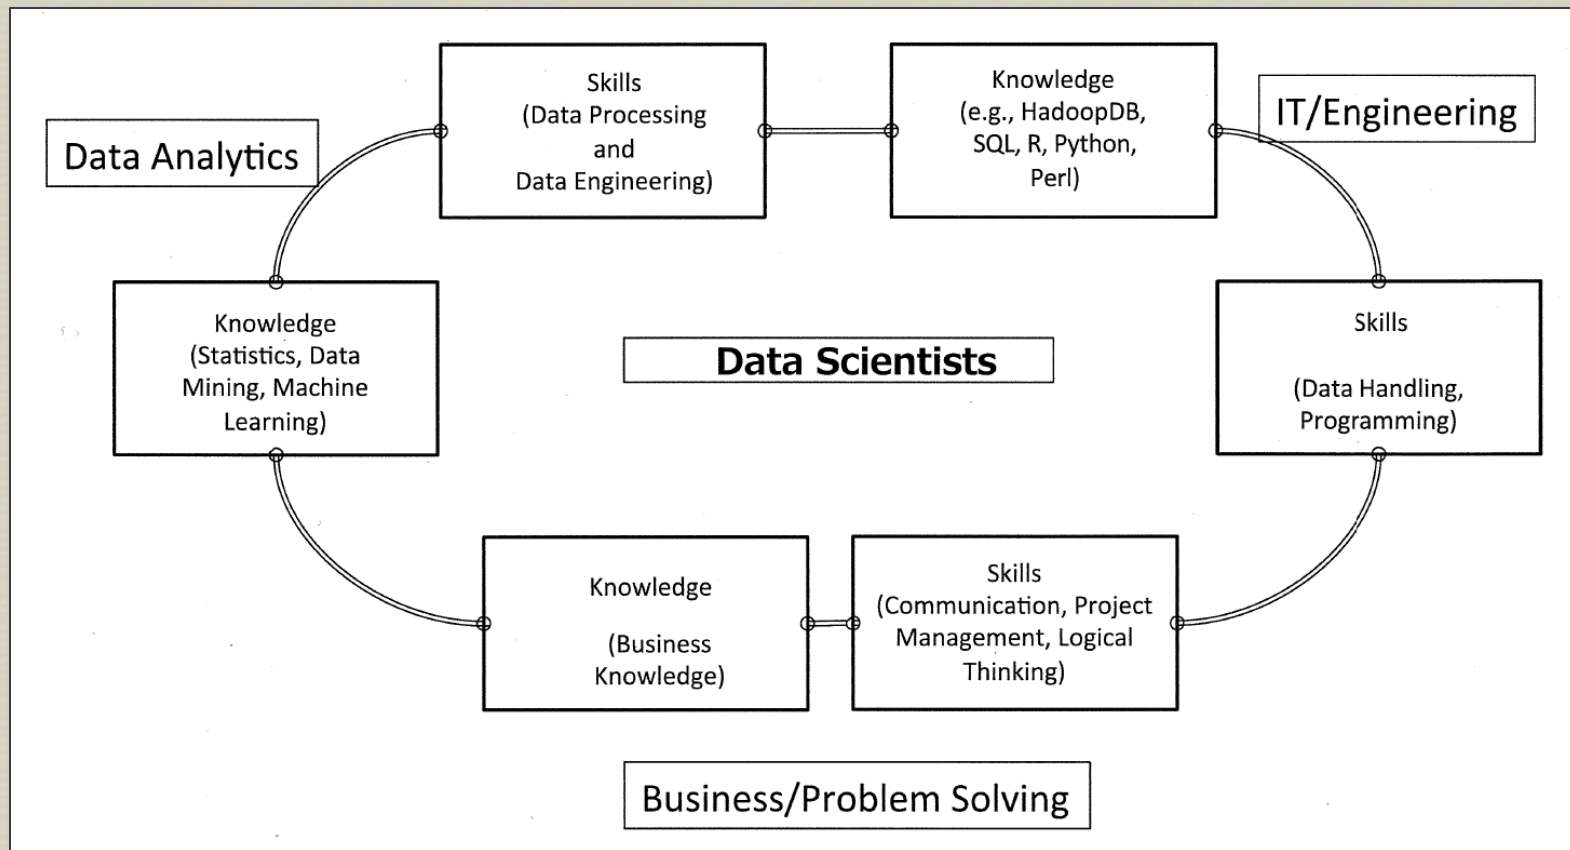 Data Analytics
Skills
(Data Processing
and
Data Engineering)
Knowledge
(e.g., HadoopDB,
SQL, R, Python,
Perl)
IT/Engineering
Knowledge
(Statistics, Data
Mining, Machine
Learning)
Data Scientists
Skills
(Data Handling,
Programming)
Knowledge
(Business
Knowledge)
Skills
(Communication, Project
Management, Logical
Thinking)
Business/Problem Solving